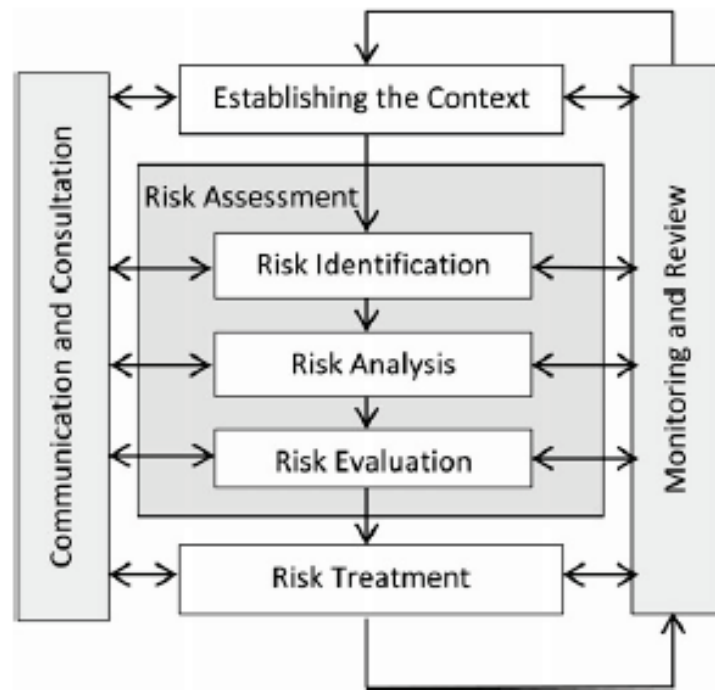 Establishing the Context
Risk Assessment
Risk Identification
Risk Analysis
Risk Evaluation
Risk Treatment
Communication and Consultation
Monitoring and Review